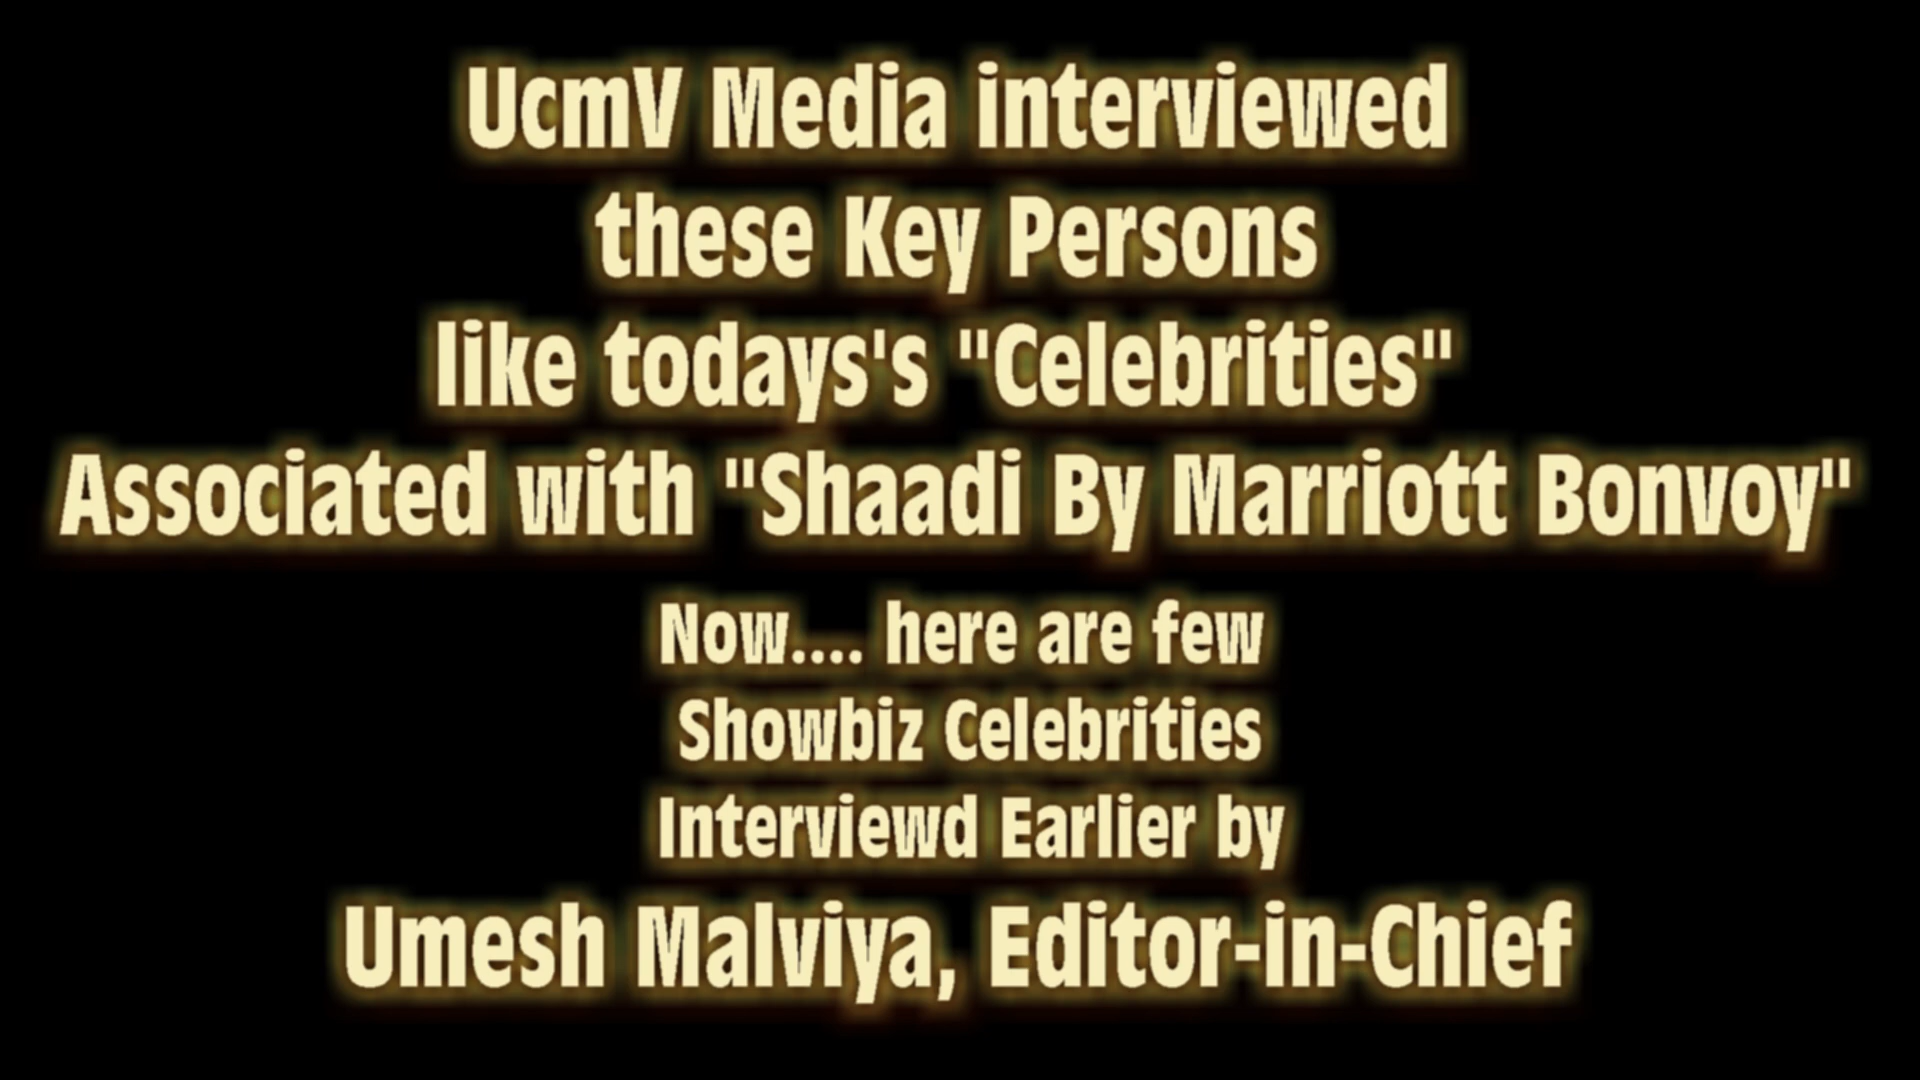 UcmV Media interviewed
these Key Persons
like todays's "Celebrities"
Associated with "Shaadi By Marriott Bonvoy"
Now.... here are few
Showbiz Celebrities
Interviewd Earlier by
Umesh Malviya, Editor-in-Chief